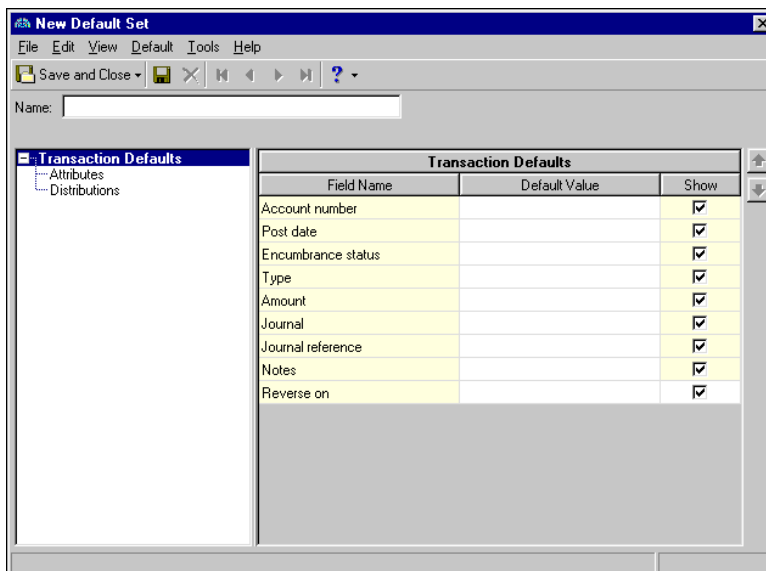 New Default Set
File Edit View Default Tools Help
Save and Close ?
Name:
Transaction Defaults
Attributes
Distributions
Transaction Defaults
Field Name Default Value Show
Account number
Post date
Encumbrance status
Type
Amount
Journal
Journal reference
Notes
Reverse on